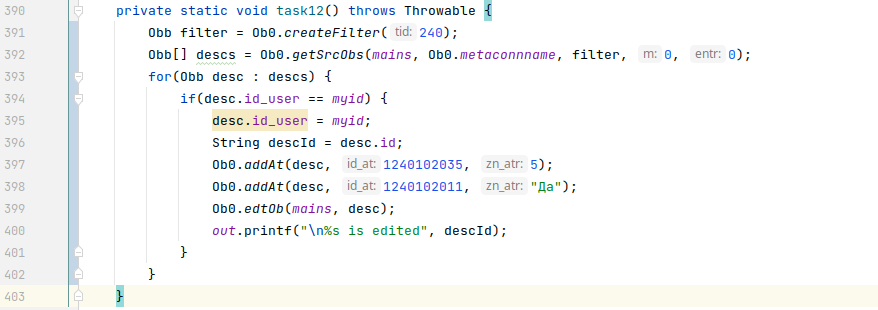 390 private static void task12() throws Throwable {
391 Obb filter = Ob0.createFilter( tid: 240);
392 Obb[] descs = Ob0.getSrcObs(mains, Ob0.metaconnname, filter, m: 0, entr: 0);
393 for(Obb desc : descs) {
394 if(desc.id_user == myid) {
395 desc.id_user = myid;
396 String descId = desc.id;
397 Ob0.addAt(desc, id_at: 1240102035, zn_atr: 5);
398 Ob0.addAt(desc, id_at: 1240102011, zn_atr: "Да");
399 Ob0.edtOb(mains, desc);
400 out.printf("\n%s is edited", descId);
401 }
402 }
403 }